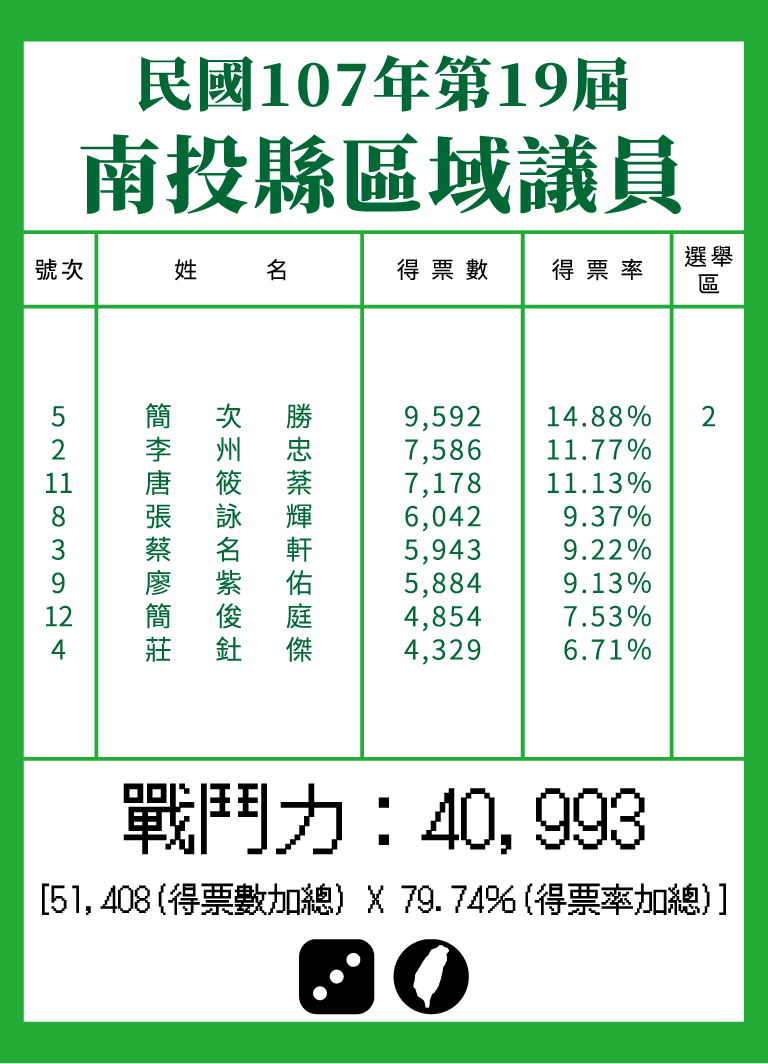 民國107年第19屆
南投縣區域議員
號次 姓名 得票數 得票率 選舉區
5 簡次勝 9,592 14.88% 2
2 李州忠 7,586 11.77%
11 唐筱棻 7,178 11.13%
8 張詠輝 6,042 9.37%
3 蔡名軒 5,943 9.22%
9 廖紫佑 5,884 9.13%
12 簡俊庭 4,854 7.53%
4 莊釷傑 4,329 6.71%
戰鬥力：40,993
[51,408(得票數加總) X 79.74%(得票率加總)]